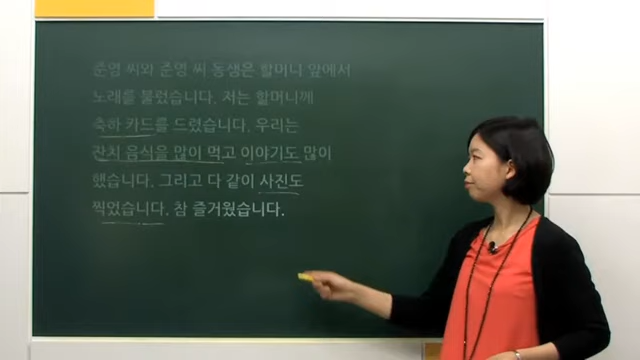 준영 씨와 준영 씨 동생은 할머니 앞에서
노래를 불렀습니다. 저는 할머니께
축하 카드를 드렸습니다. 우리는
잔치 음식을 많이 먹고 이야기도 많이
했습니다. 그리고 다 같이 사진도
찍었습니다. 참 즐거웠습니다.